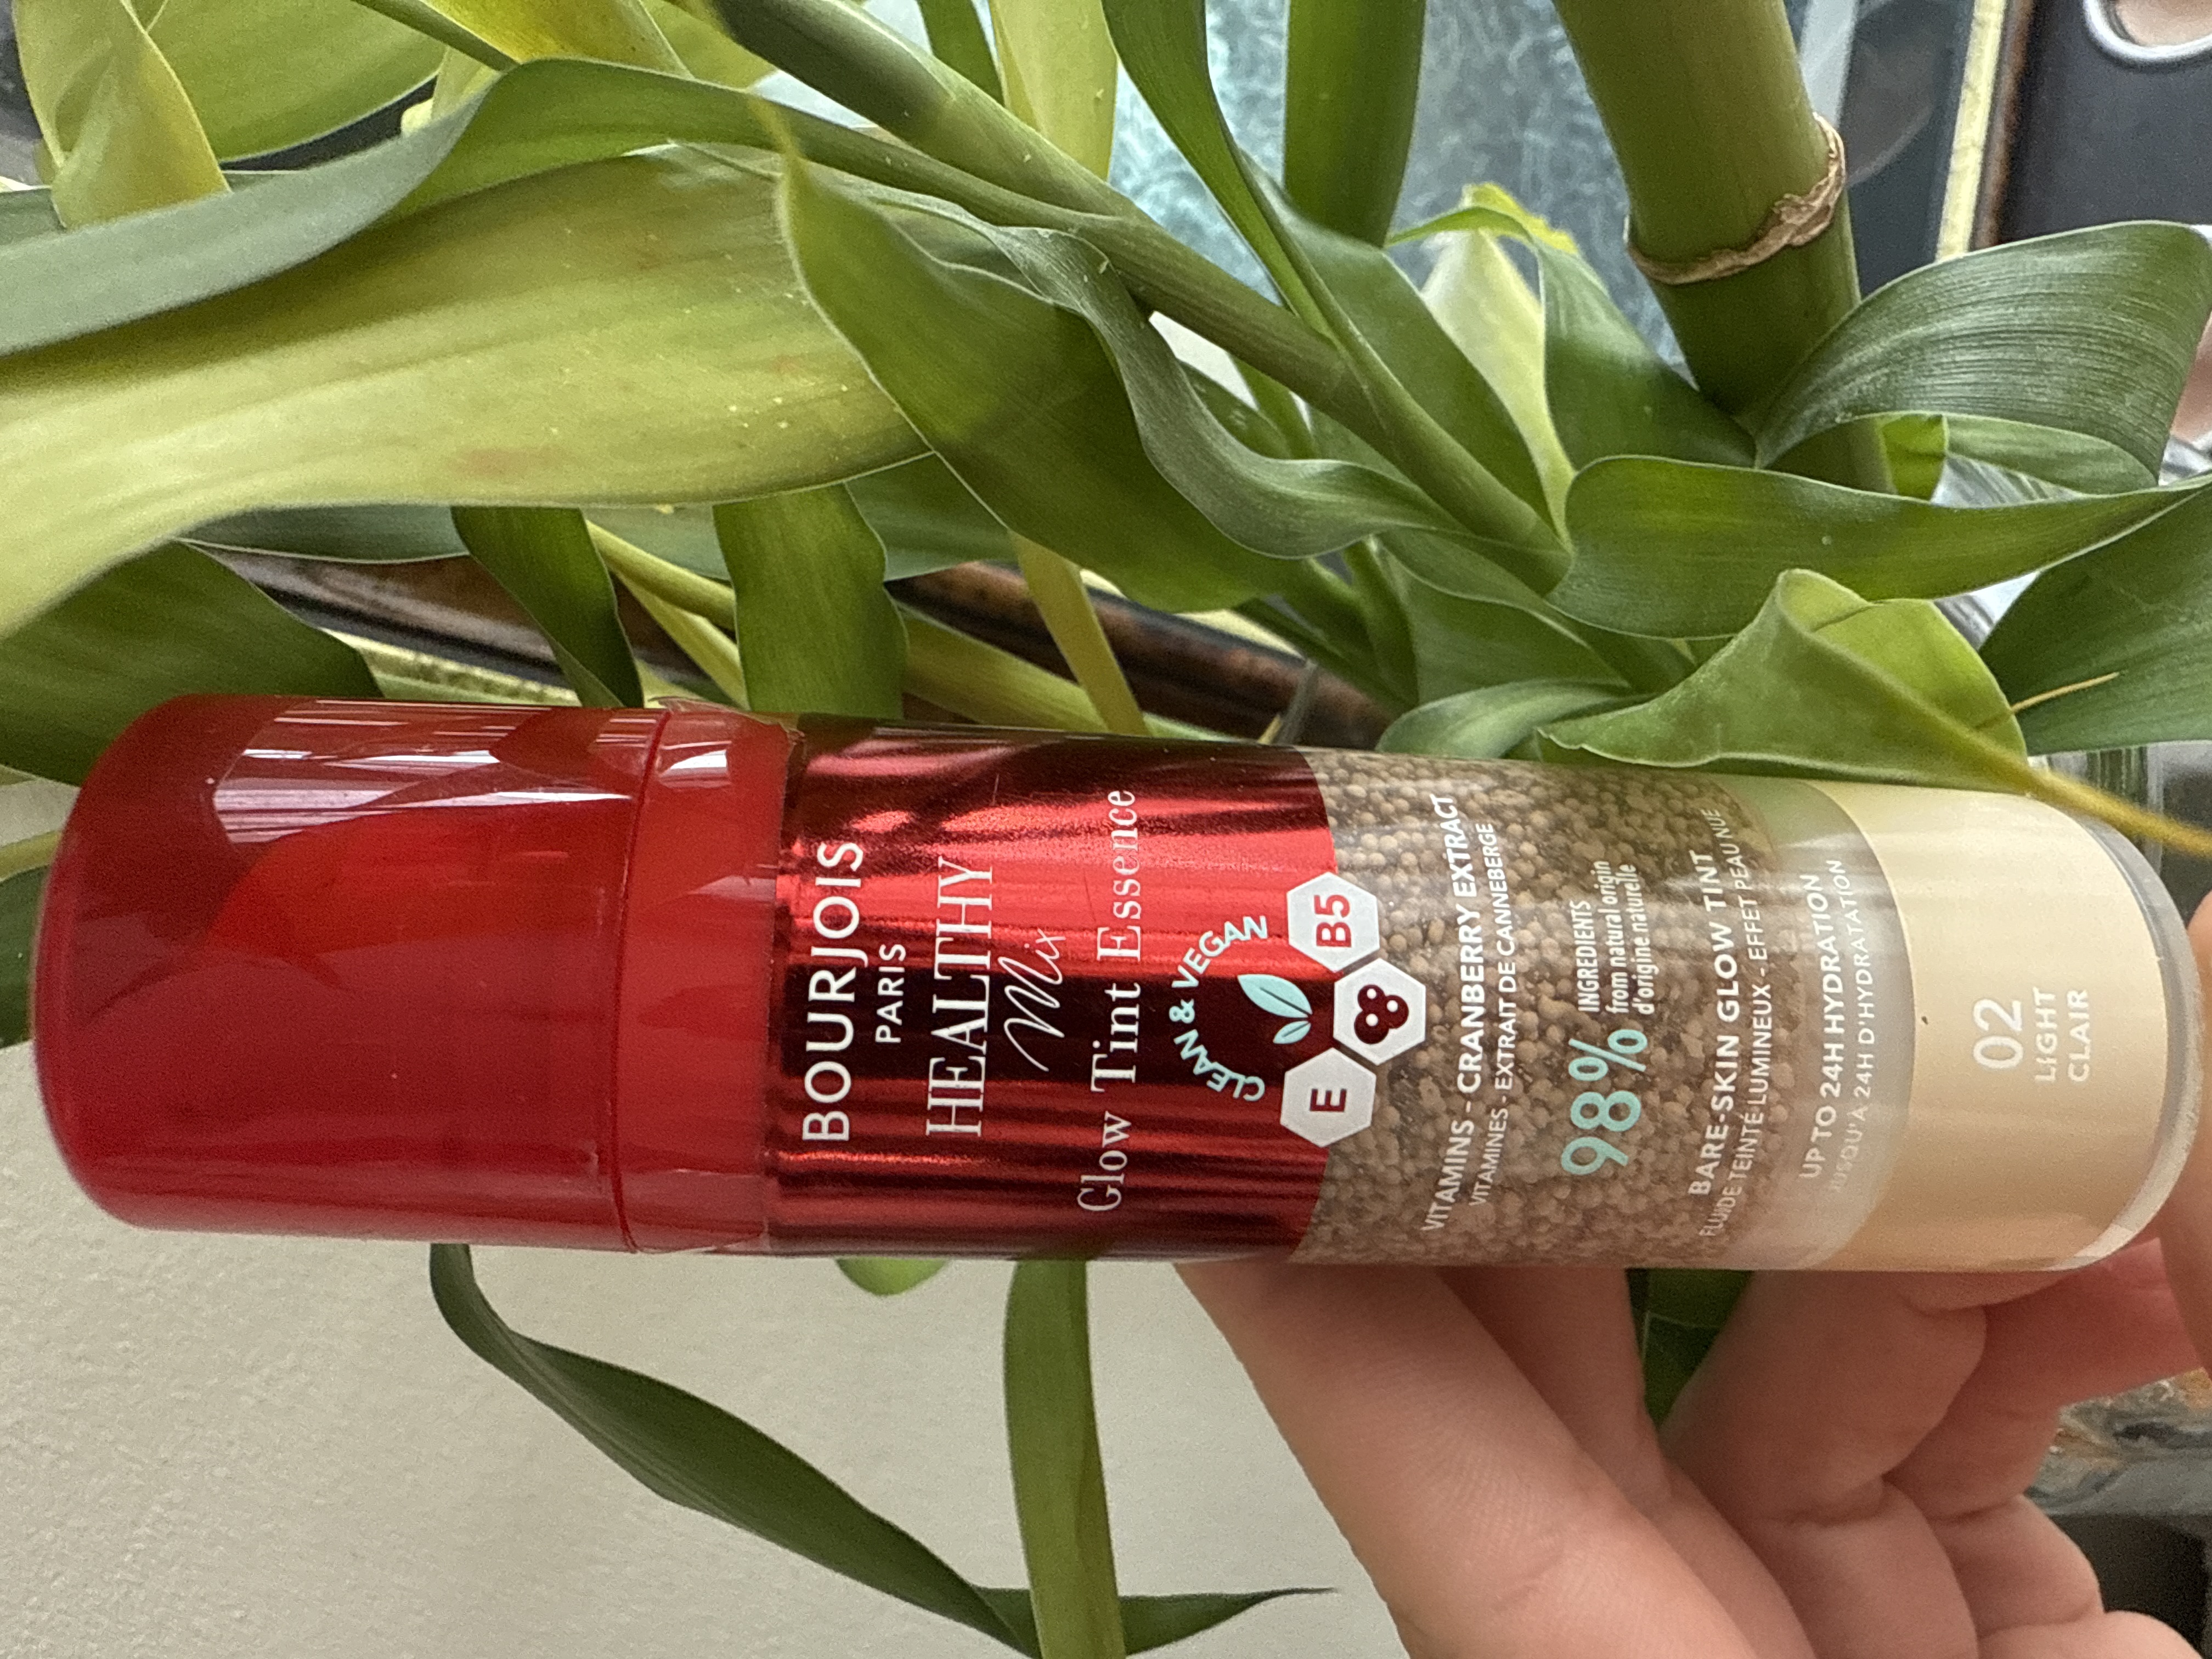 BOURJOIS
PARIS
HEALTHY
Mix
Glow Tint Essence
CLEAN & VEGAN
E
B5
VITAMINS - CRANBERRY EXTRACT
VITAMINES - EXTRAIT DE CANNEBERGE
98%
INGREDIENTS
from natural origin
d'origine naturelle
BARE-SKIN GLOW TINT
FLUIDE TEINTÉ LUMINEUX - EFFET PEAU NUE
UP TO 24H HYDRATION
JUSQU'À 24H D'HYDRATATION
02
LIGHT
CLAIR